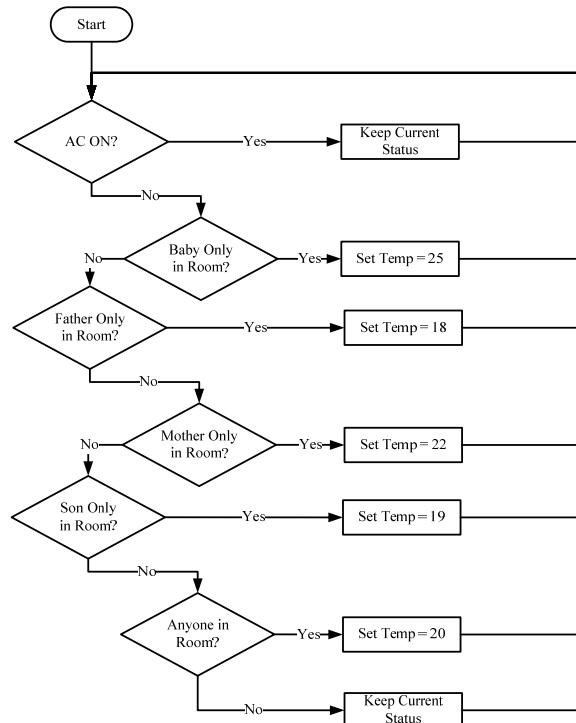 Start
AC ON?
Yes
Keep Current
Status
No
Baby Only
in Room?
Yes
Set Temp = 25
No
Father Only
in Room?
Yes
Set Temp = 18
No
Mother Only
in Room?
Yes
Set Temp = 22
No
Son Only
in Room?
Yes
Set Temp = 19
No
Anyone in
Room?
Yes
Set Temp = 20
No
Keep Current
Status